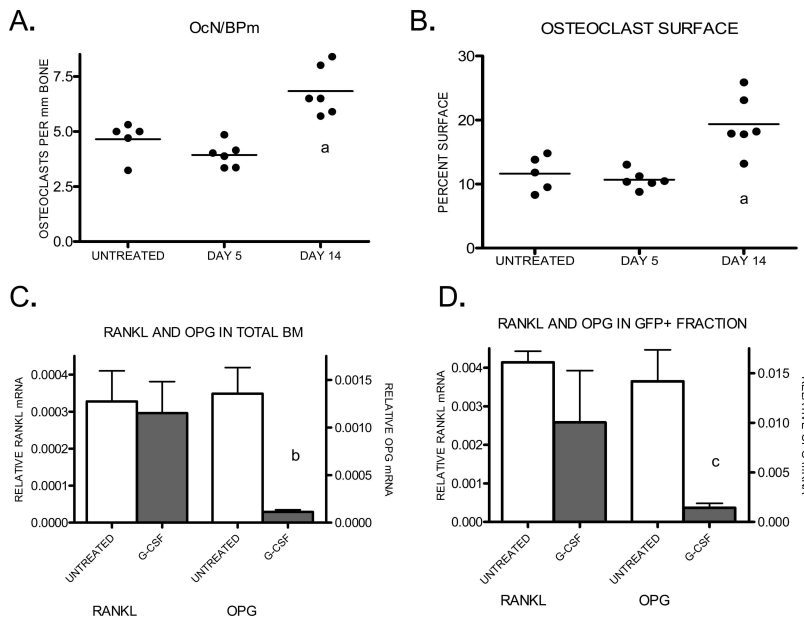 A.
OcN/BPm
OSTEOCLASTS PER mm BONE
7.5
5.0
2.5
0.0
a
UNTREATED DAY 5 DAY 14
B.
OSTEOCLAST SURFACE
PERCENT SURFACE
30
20
10
0
a
UNTREATED DAY 5 DAY 14
C.
RANKL AND OPG IN TOTAL BM
RELATIVE RANKL mRNA
0.0004
0.0003
0.0002
0.0001
0.0000
0.0015
0.0010
0.0005
0.0000
RELATIVE OPG mRNA
b
UNTREATED G-CSF UNTREATED G-CSF
RANKL OPG
D.
RANKL AND OPG IN GFP+ FRACTION
RELATIVE RANKL mRNA
0.004
0.003
0.002
0.001
0.000
0.015
0.010
0.005
0.000
c
UNTREATED G-CSF UNTREATED G-CSF
RANKL OPG